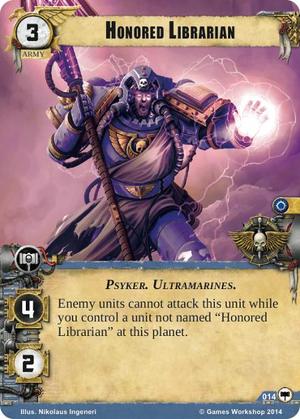 3
HONORED LIBRARIAN
ARMY
PSYKER. ULTRAMARINES.
4
Enemy units cannot attack this unit while
you control a unit not named “Honored
Librarian” at this planet.
2
014
Illus. Nikolaus Ingeneri
© Games Workshop 2014